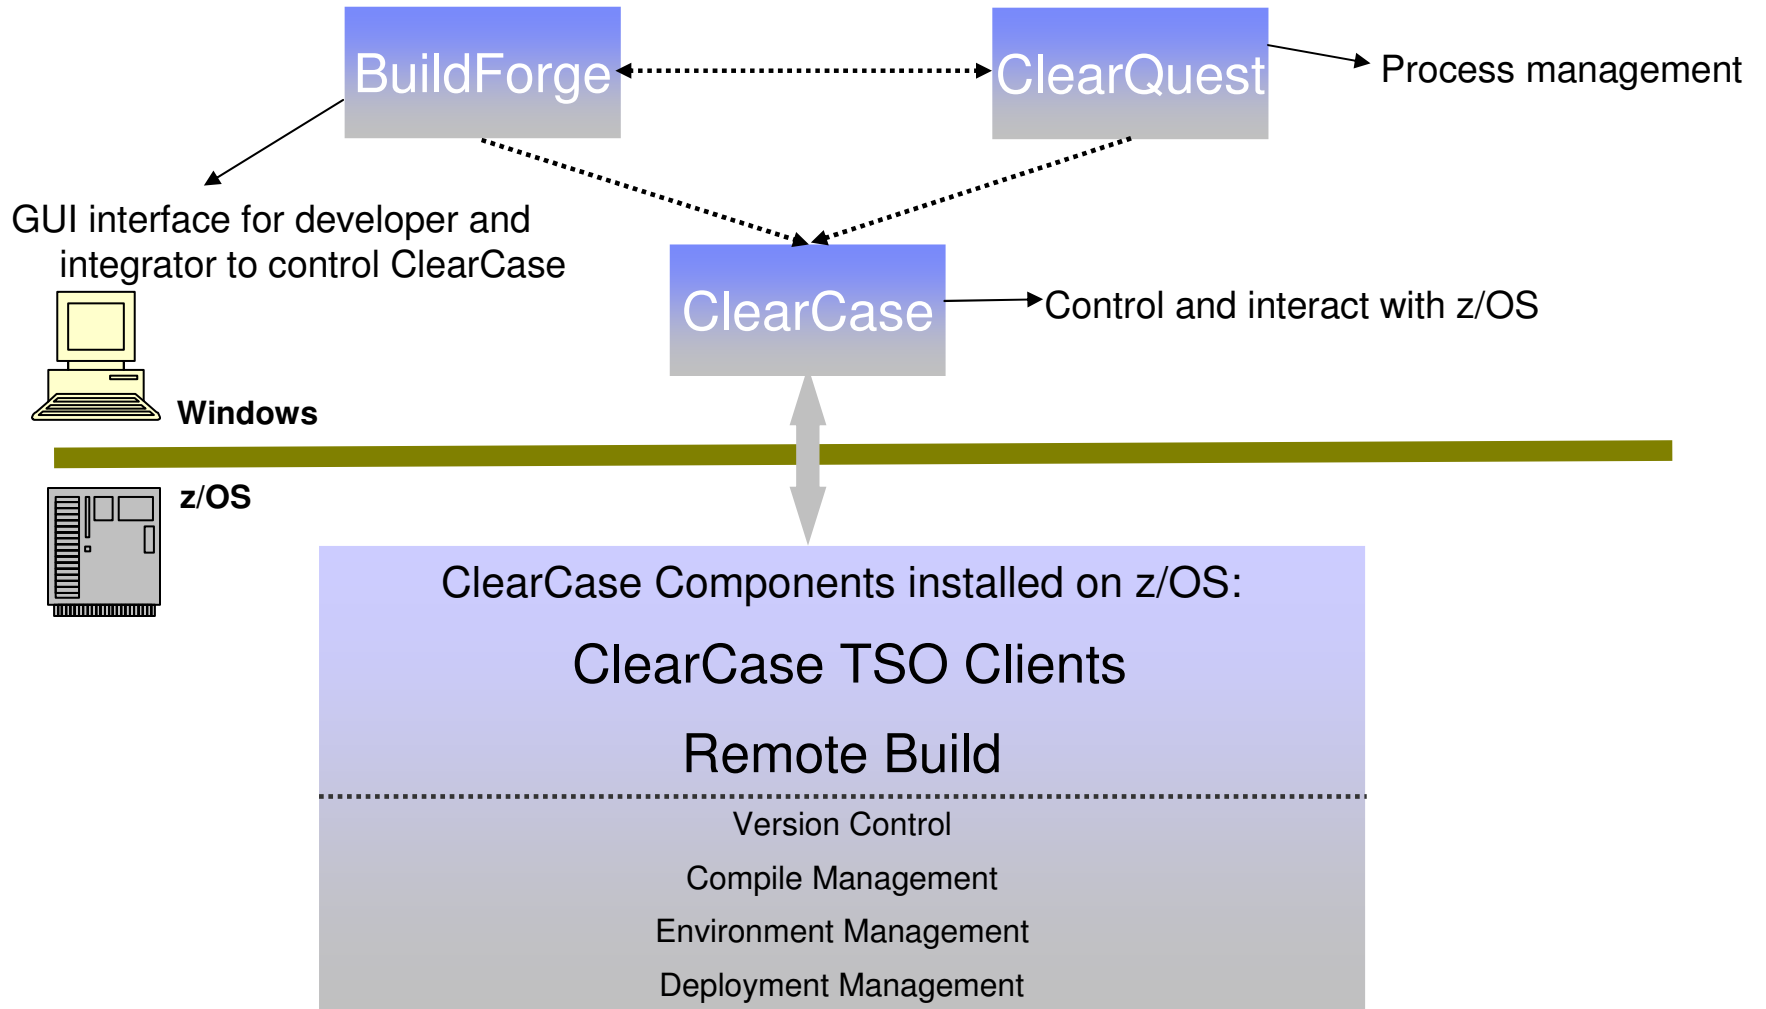 BuildForge
ClearQuest
Process management
GUI interface for developer and
integrator to control ClearCase
ClearCase
Control and interact with z/OS
Windows
z/OS
ClearCase Components installed on z/OS:
ClearCase TSO Clients
Remote Build
Version Control
Compile Management
Environment Management
Deployment Management